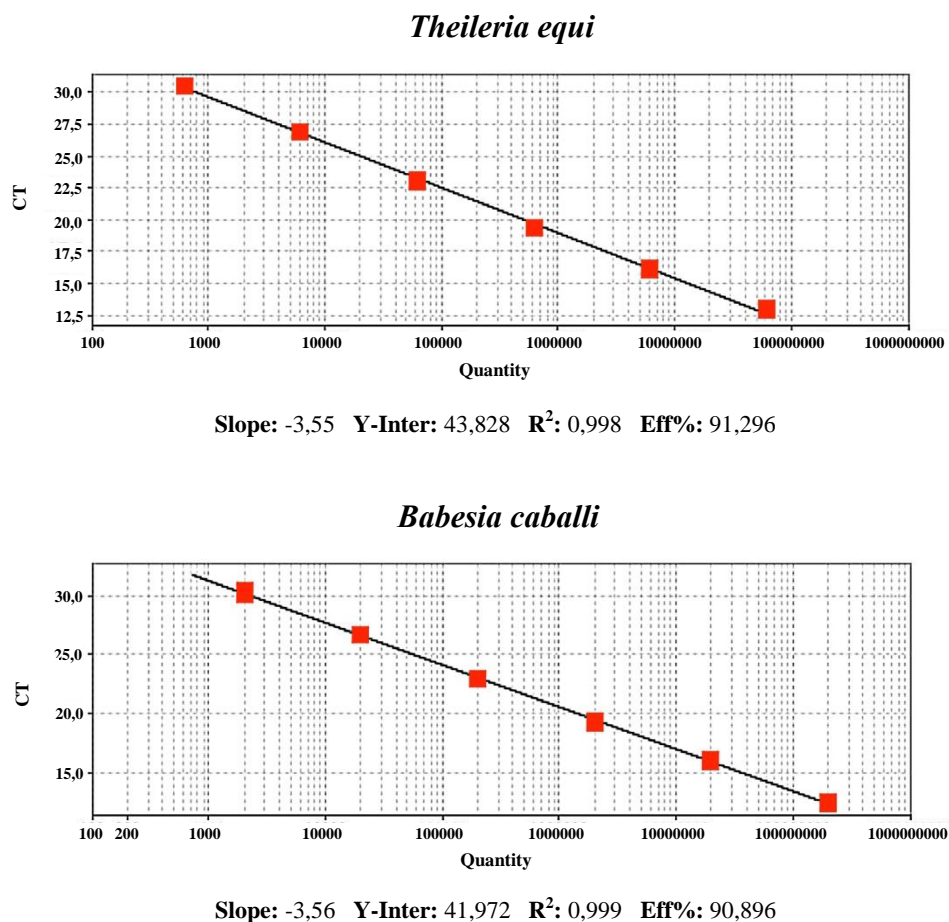 Theileria equi
30,0
27,5
25,0
22,5
20,0
17,5
15,0
12,5
CT
100 1000 10000 100000 1000000 10000000 100000000 1000000000
Quantity
Slope: -3,55 Y-Inter: 43,828 R²: 0,998 Eff%: 91,296
Babesia caballi
30,0
25,0
20,0
15,0
CT
100 200 1000 10000 100000 1000000 10000000 100000000 1000000000
Quantity
Slope: -3,56 Y-Inter: 41,972 R²: 0,999 Eff%: 90,896